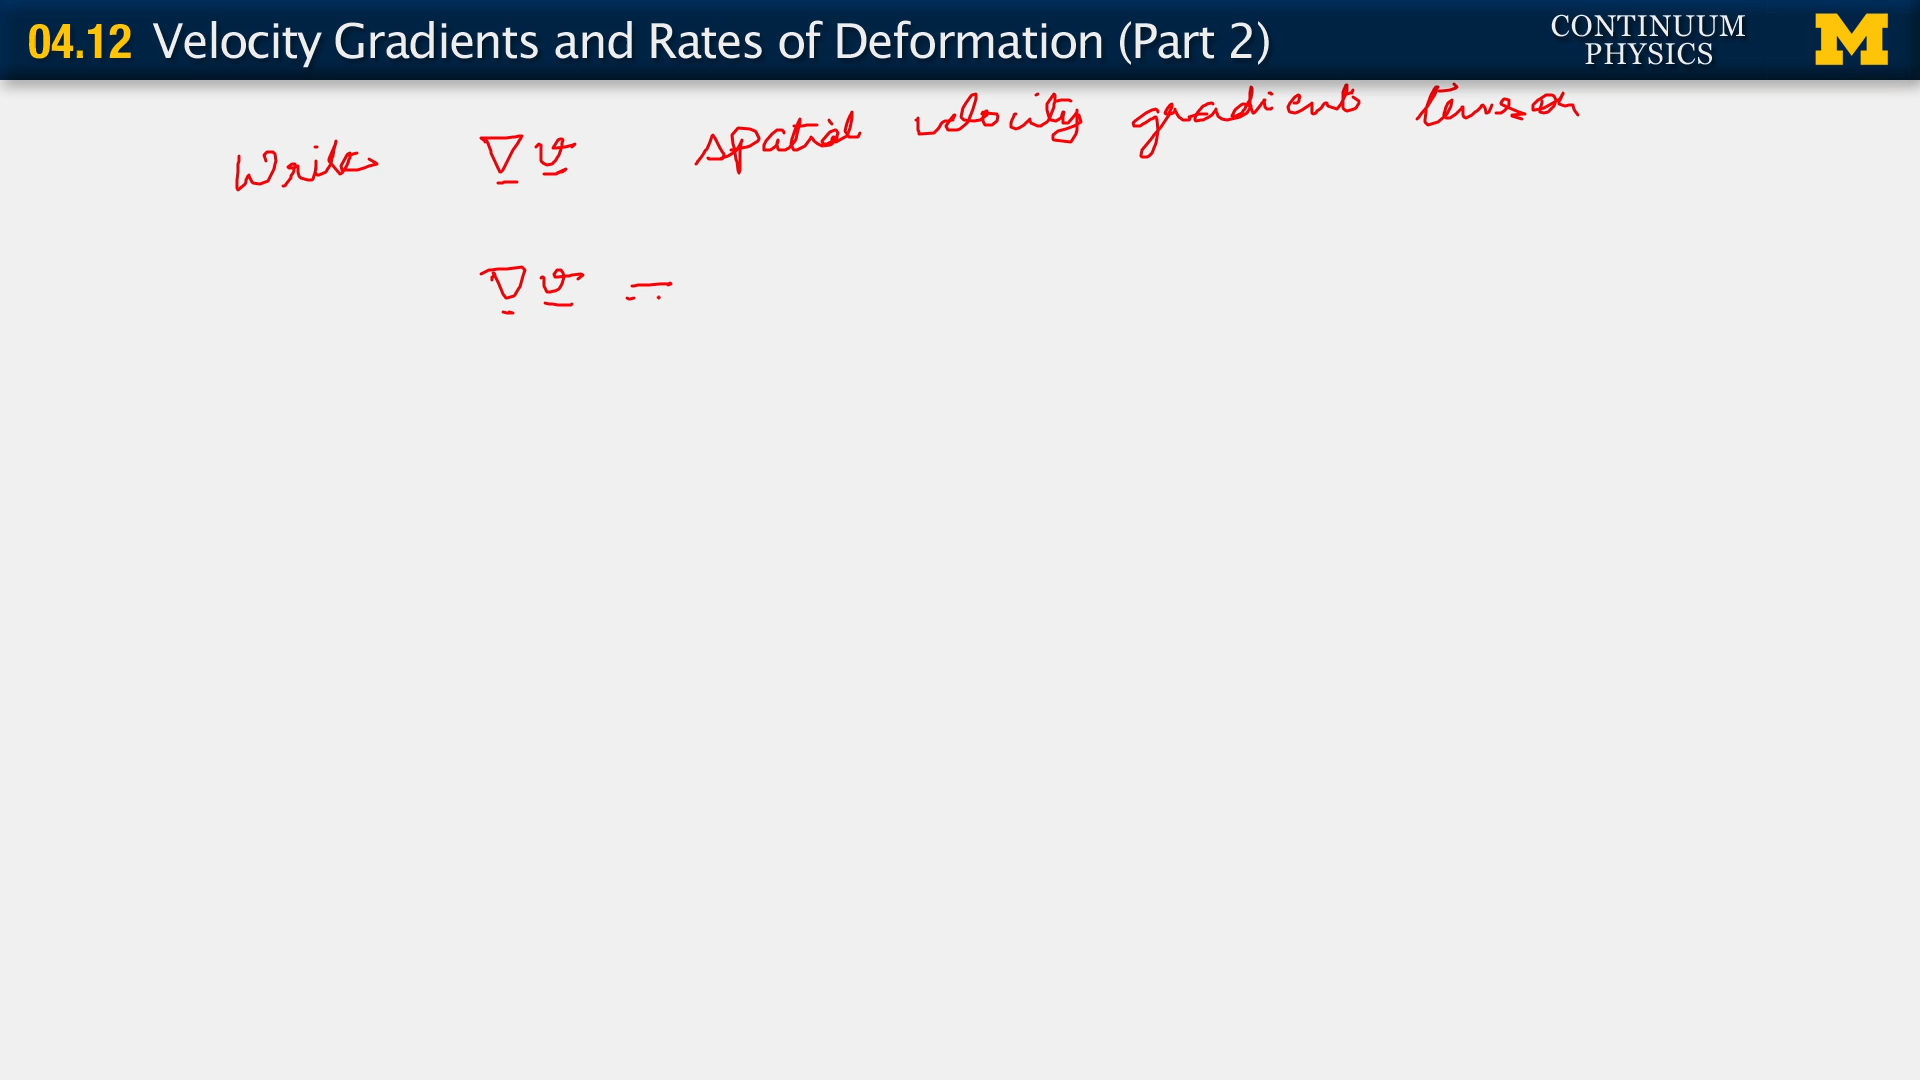 04.12 Velocity Gradients and Rates of Deformation (Part 2)
CONTINUUM
PHYSICS
M
Write ∇v spatial velocity gradient tensor
∇v =